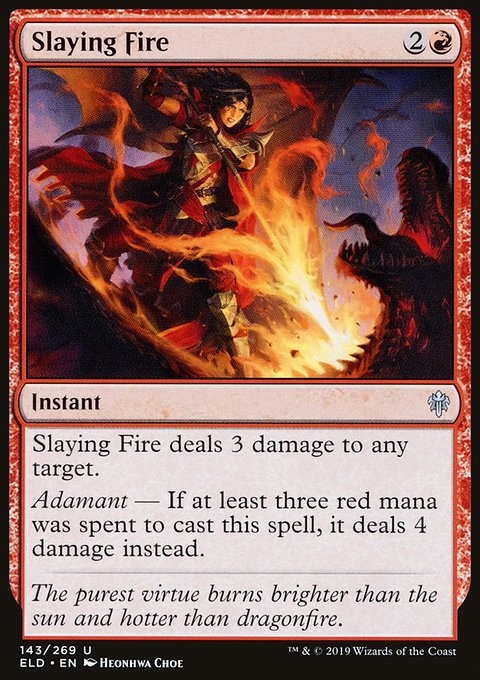 Slaying Fire 2
Instant
Slaying Fire deals 3 damage to any
target.
Adamant — If at least three red mana
was spent to cast this spell, it deals 4
damage instead.
The purest virtue burns brighter than the
sun and hotter than dragonfire.
143/269 U
ELD • EN Heonhwa Choe
™ & © 2019 Wizards of the Coast